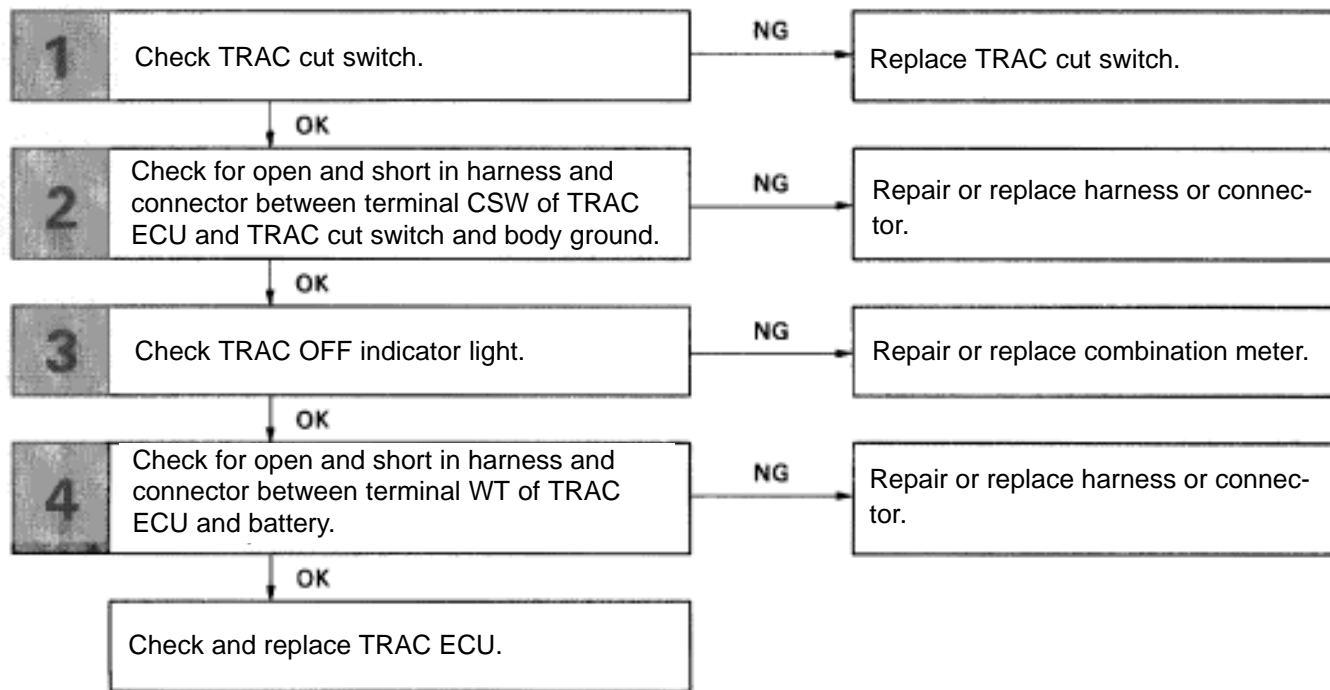 1
Check TRAC cut switch.
NG
Replace TRAC cut switch.
OK
2
Check for open and short in harness and
connector between terminal CSW of TRAC
ECU and TRAC cut switch and body ground.
NG
Repair or replace harness or connec-
tor.
OK
3
Check TRAC OFF indicator light.
NG
Repair or replace combination meter.
OK
4
Check for open and short in harness and
connector between terminal WT of TRAC
ECU and battery.
NG
Repair or replace harness or connec-
tor.
OK
Check and replace TRAC ECU.